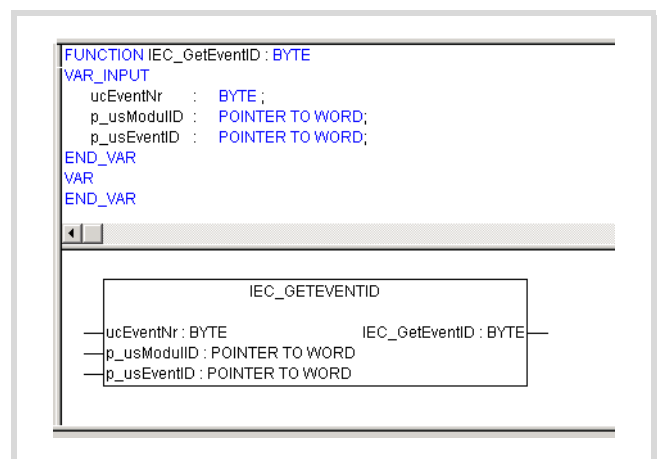 FUNCTION IEC_GetEventID : BYTE
VAR_INPUT
ucEventNr : BYTE ;
p_usModulID : POINTER TO WORD;
p_usEventID : POINTER TO WORD;
END_VAR
VAR
END_VAR
IEC_GETEVENTID
ucEventNr : BYTE IEC_GetEventID : BYTE
p_usModulID : POINTER TO WORD
p_usEventID : POINTER TO WORD